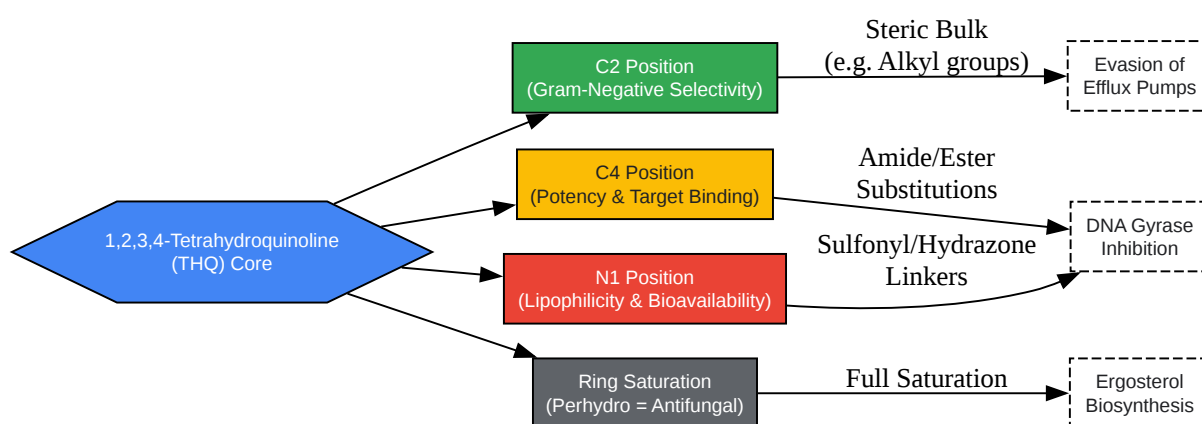 1,2,3,4-Tetrahydroquinoline
(THQ) Core
C2 Position
(Gram-Negative Selectivity)
Steric Bulk
(e.g. Alkyl groups)
Evasion of
Efflux Pumps
C4 Position
(Potency & Target Binding)
Amide/Ester
Substitutions
N1 Position
(Lipophilicity & Bioavailability)
Sulfonyl/Hydrazone
Linkers
DNA Gyrase
Inhibition
Ring Saturation
(Perhydro = Antifungal)
Full Saturation
Ergosterol
Biosynthesis